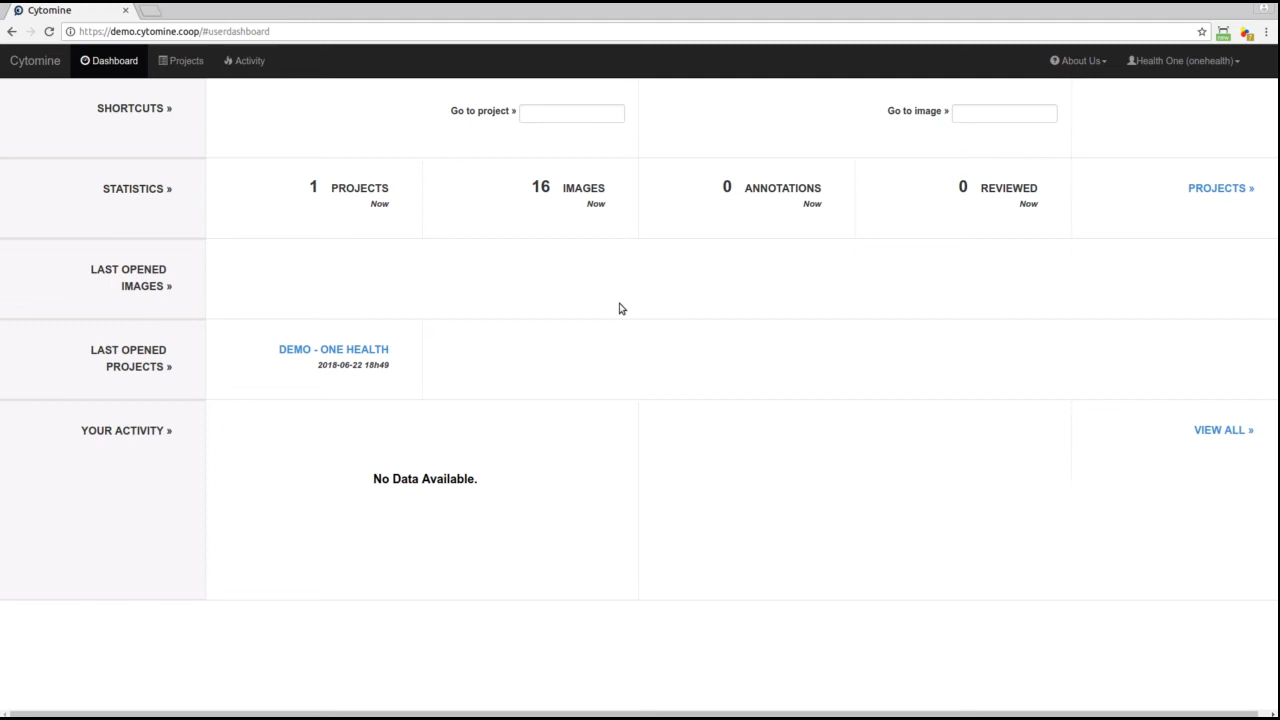 Cytomine
https://demo.cytomine.coop/#userdashboard
new
Cytomine Dashboard Projects Activity About Us Health One (onehealth)
SHORTCUTS » Go to project » Go to image »
STATISTICS » 1 PROJECTS 16 IMAGES 0 ANNOTATIONS 0 REVIEWED PROJECTS »
Now Now Now Now
LAST OPENED
IMAGES »
LAST OPENED DEMO - ONE HEALTH
PROJECTS » 2018-06-22 18h49
YOUR ACTIVITY » VIEW ALL »
No Data Available.